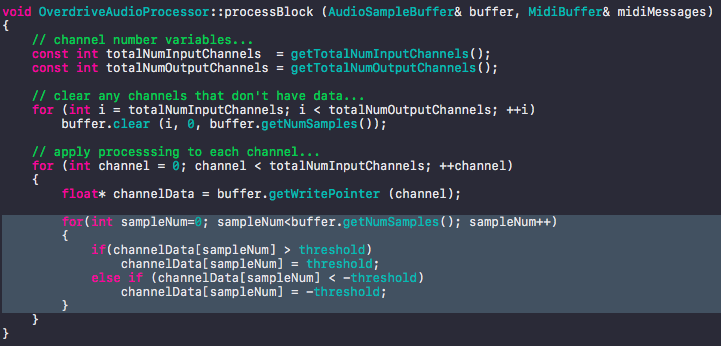 void OverdriveAudioProcessor::processBlock (AudioSampleBuffer& buffer, MidiBuffer& midiMessages)
{
    // channel number variables...
    const int totalNumInputChannels  = getTotalNumInputChannels();
    const int totalNumOutputChannels = getTotalNumOutputChannels();

    // clear any channels that don't have data...
    for (int i = totalNumInputChannels; i < totalNumOutputChannels; ++i)
        buffer.clear (i, 0, buffer.getNumSamples());

    // apply processsing to each channel...
    for (int channel = 0; channel < totalNumInputChannels; ++channel)
    {
        float* channelData = buffer.getWritePointer (channel);

        for(int sampleNum=0; sampleNum<buffer.getNumSamples(); sampleNum++)
        {
            if(channelData[sampleNum] > threshold)
                channelData[sampleNum] = threshold;
            else if (channelData[sampleNum] < -threshold)
                channelData[sampleNum] = -threshold;
        }
    }
}